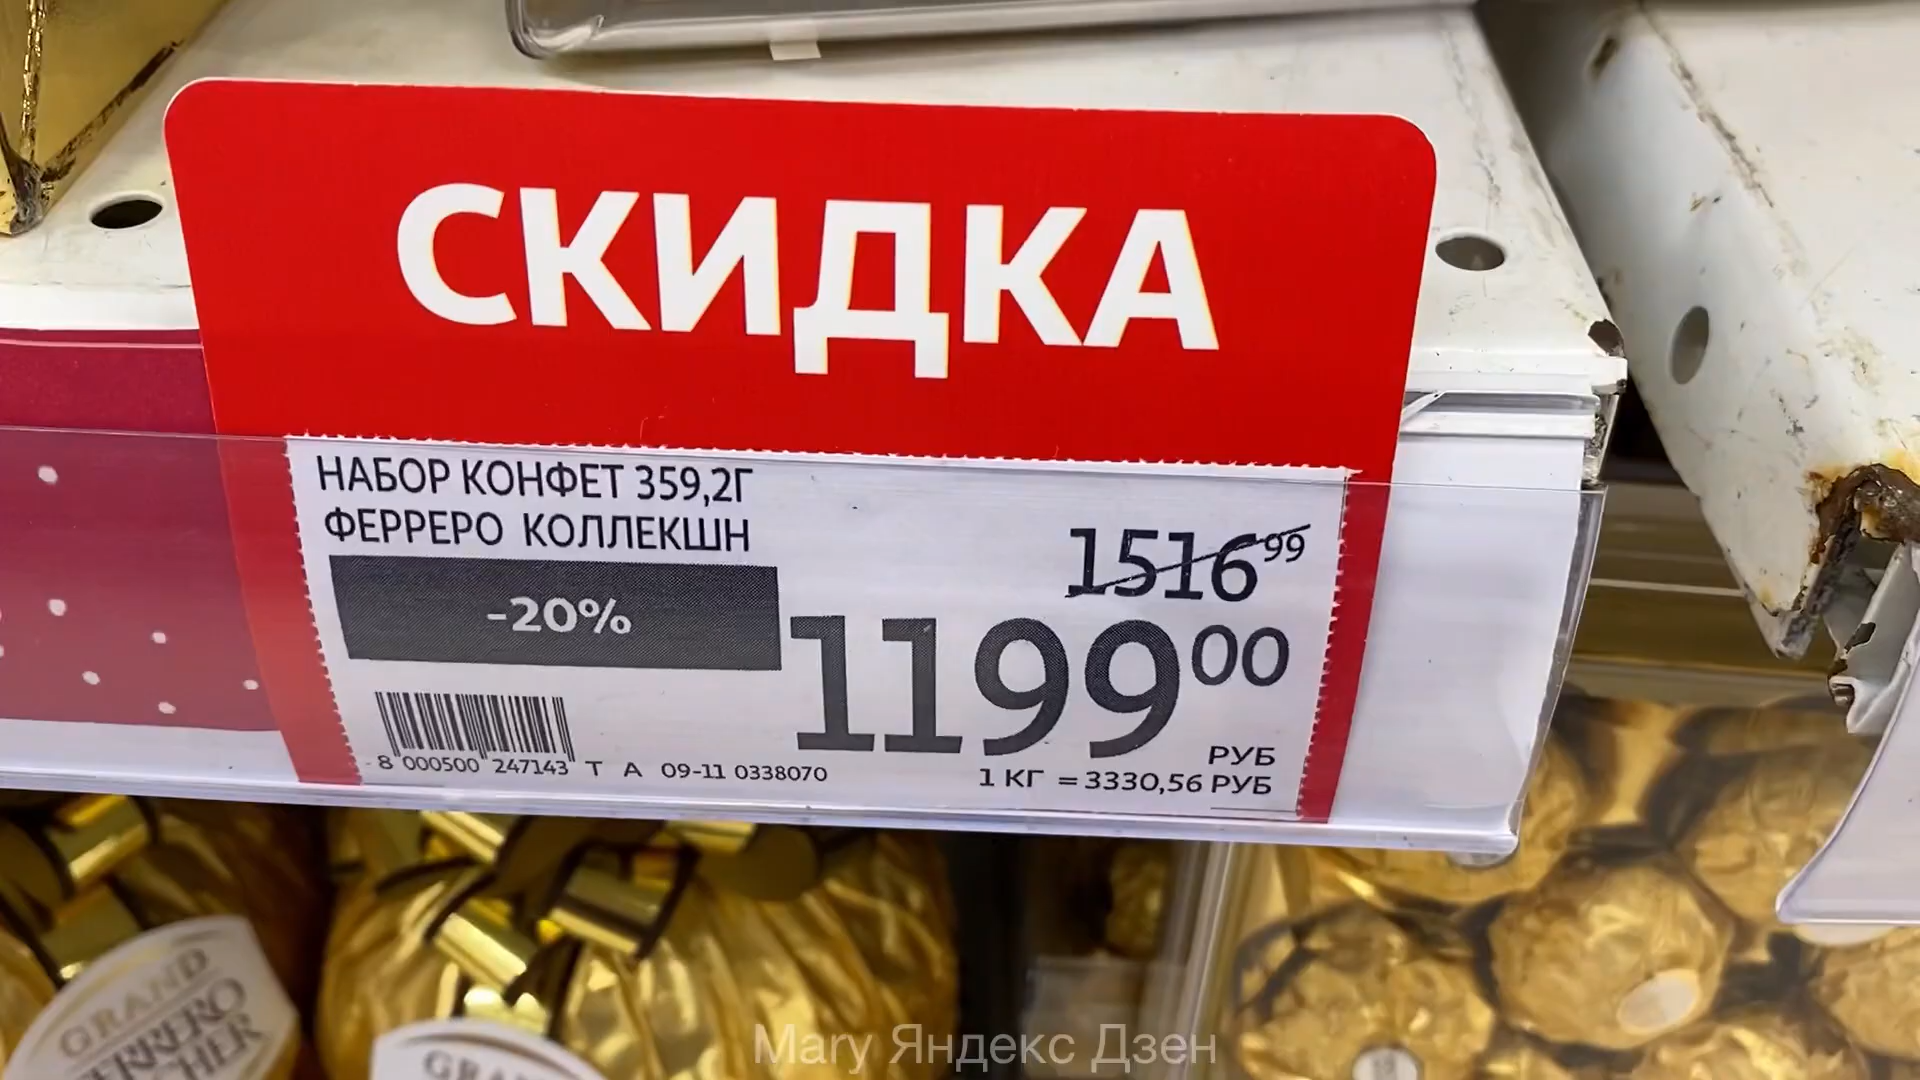 СКИДКА
НАБОР КОНФЕТ 359,2Г
ФЕРРЕРО КОЛЛЕКШН
-20%
1516 99
1199 00
РУБ
8 000500 247143 Т А 09-11 0338070
1 КГ = 3330,56 РУБ
GRAND
FERRERO
Mary Яндекс Дзен